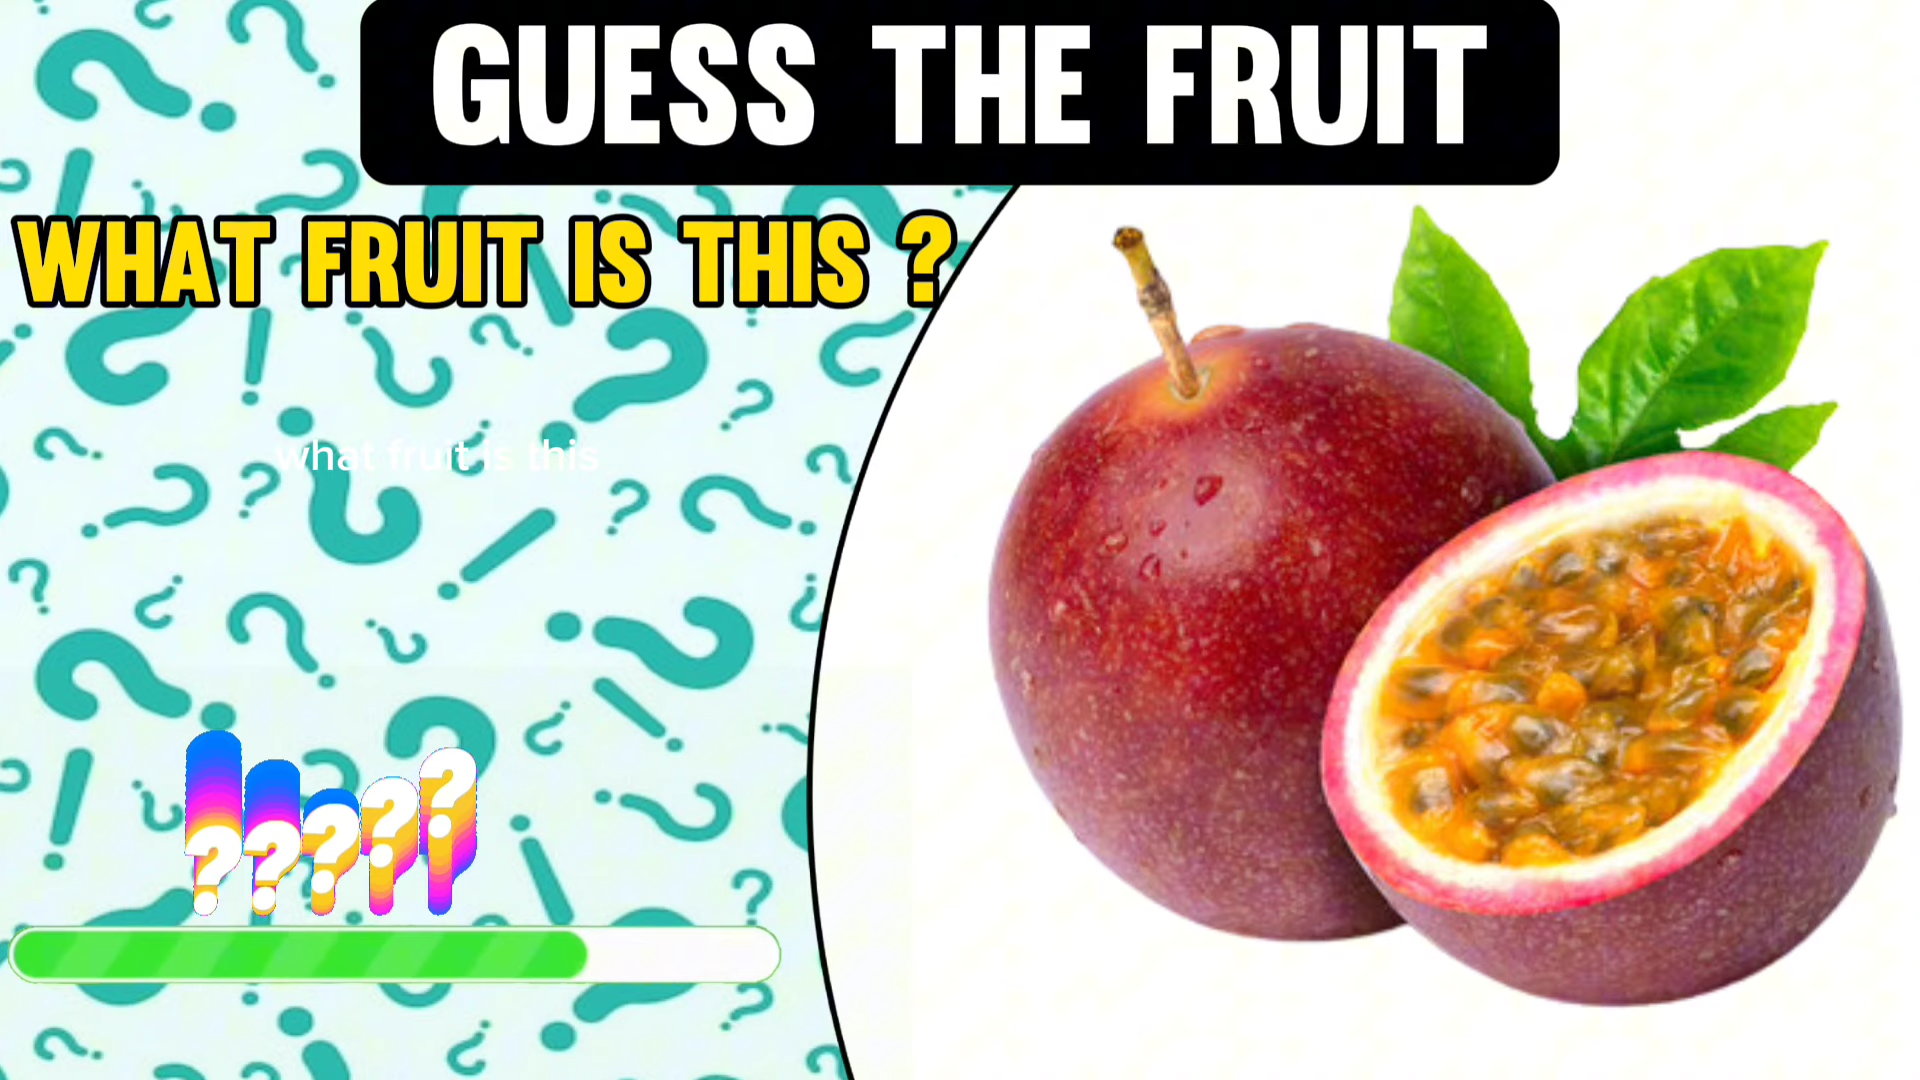 GUESS THE FRUIT
WHAT FRUIT IS THIS ?
what fruit is this
?????